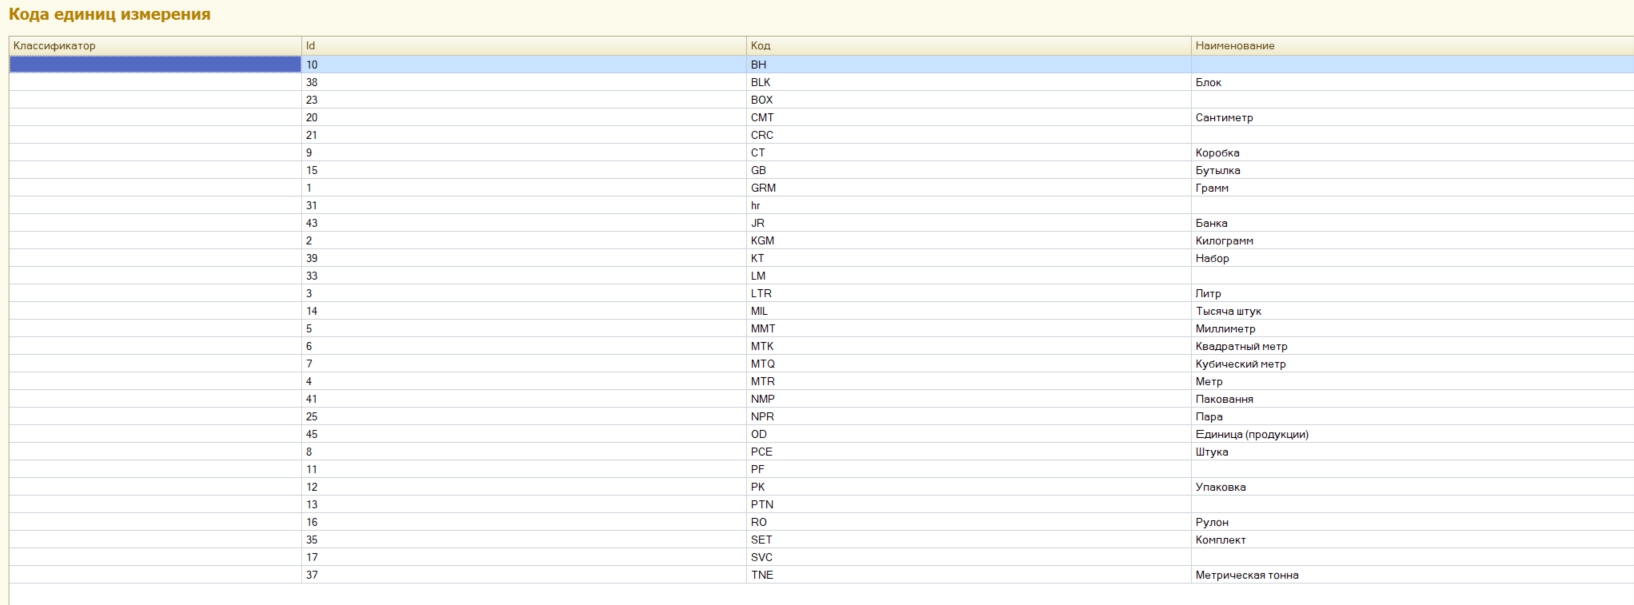 Кода единиц измерения
Классификатор Id Код Наименование
10 BH
38 BLK Блок
23 BOX
20 CMT Сантиметр
21 CRC
9 CT Коробка
15 GB Бутылка
1 GRM Грамм
31 hr
43 JR Банка
2 KGM Килограмм
39 KT Набор
33 LM
3 LTR Литр
14 MIL Тысяча штук
5 MMT Миллиметр
6 MTK Квадратный метр
7 MTQ Кубический метр
4 MTR Метр
41 NMP Паковання
25 NPR Пара
45 OD Единица (продукции)
8 PCE Штука
11 PF
12 PK Упаковка
13 PTN
16 RO Рулон
35 SET Комплект
17 SVC
37 TNE Метрическая тонна